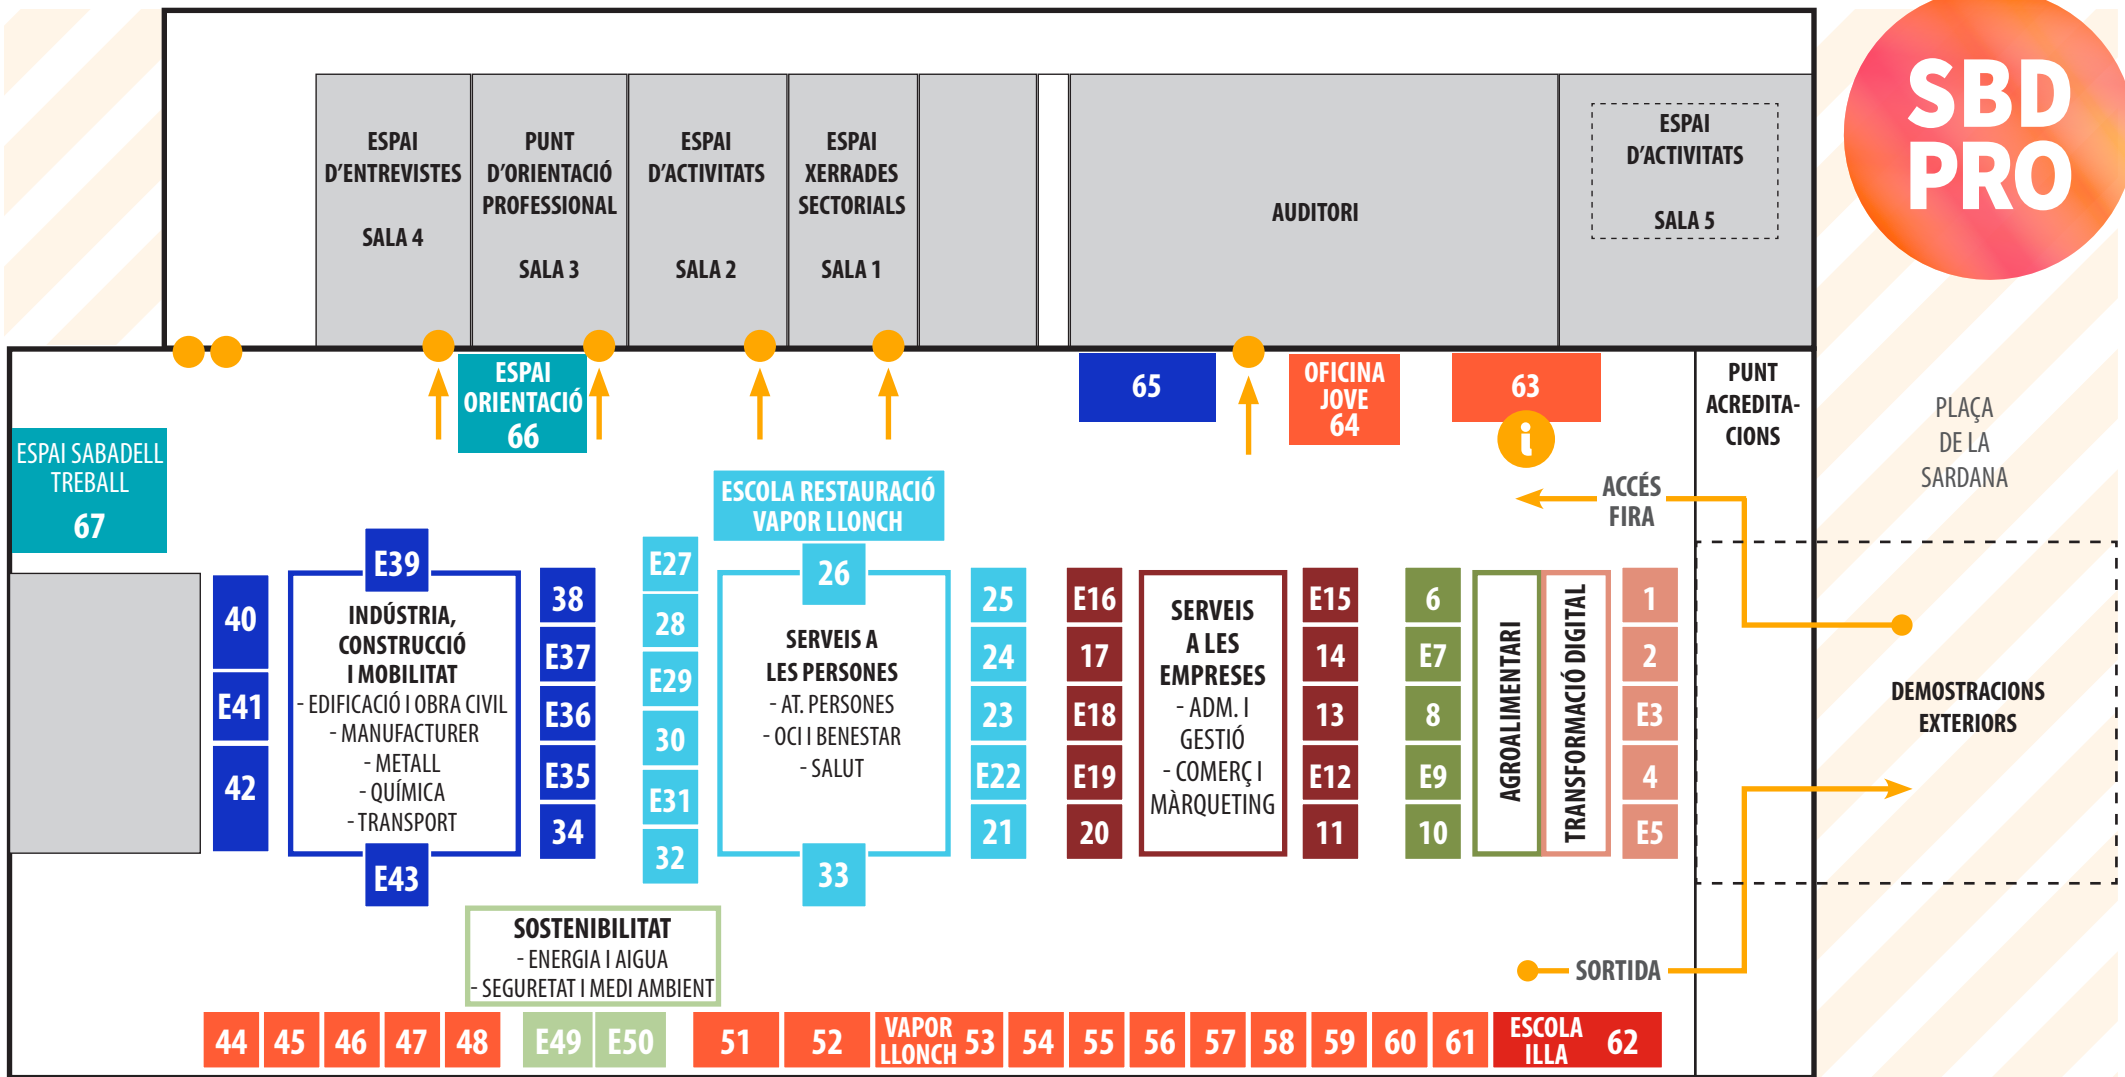 SBD
PRO
ESPAI
D'ENTREVISTES
SALA 4
PUNT
D'ORIENTACIÓ
PROFESSIONAL
SALA 3
ESPAI
D'ACTIVITATS
SALA 2
ESPAI
XERRADES
SECTORIALS
SALA 1
AUDITORI
ESPAI
D'ACTIVITATS
SALA 5
ESPAI
ORIENTACIÓ
66
65
OFICINA
JOVE
64
63
i
PUNT
ACREDITA-
CIONS
PLAÇA
DE LA
SARDANA
ESPAI SABADELL
TREBALL
67
ESCOLA RESTAURACIÓ
VAPOR LLONCH
26
ACCÉS
FIRA
40
E41
42
E39
INDÚSTRIA,
CONSTRUCCIÓ
I MOBILITAT
- EDIFICACIÓ I OBRA CIVIL
- MANUFACTURER
- METALL
- QUÍMICA
- TRANSPORT
E43
38
E37
E36
E35
34
E27
28
E29
30
E31
32
SERVEIS A
LES PERSONES
- AT. PERSONES
- OCI I BENESTAR
- SALUT
33
25
24
23
E22
21
E16
17
E18
E19
20
SERVEIS
A LES
EMPRESES
- ADM. I
GESTIÓ
- COMERÇ I
MÀRQUETING
E15
14
13
E12
11
6
E7
8
E9
10
AGROALIMENTARI
TRANSFORMACIÓ DIGITAL
1
2
E3
4
E5
DEMOSTRACIONS
EXTERIORS
SORTIDA
SOSTENIBILITAT
- ENERGIA I AIGUA
- SEGURETAT I MEDI AMBIENT
44
45
46
47
48
E49
E50
51
52
VAPOR
LLONCH 53
54
55
56
57
58
59
60
61
ESCOLA
ILLA 62